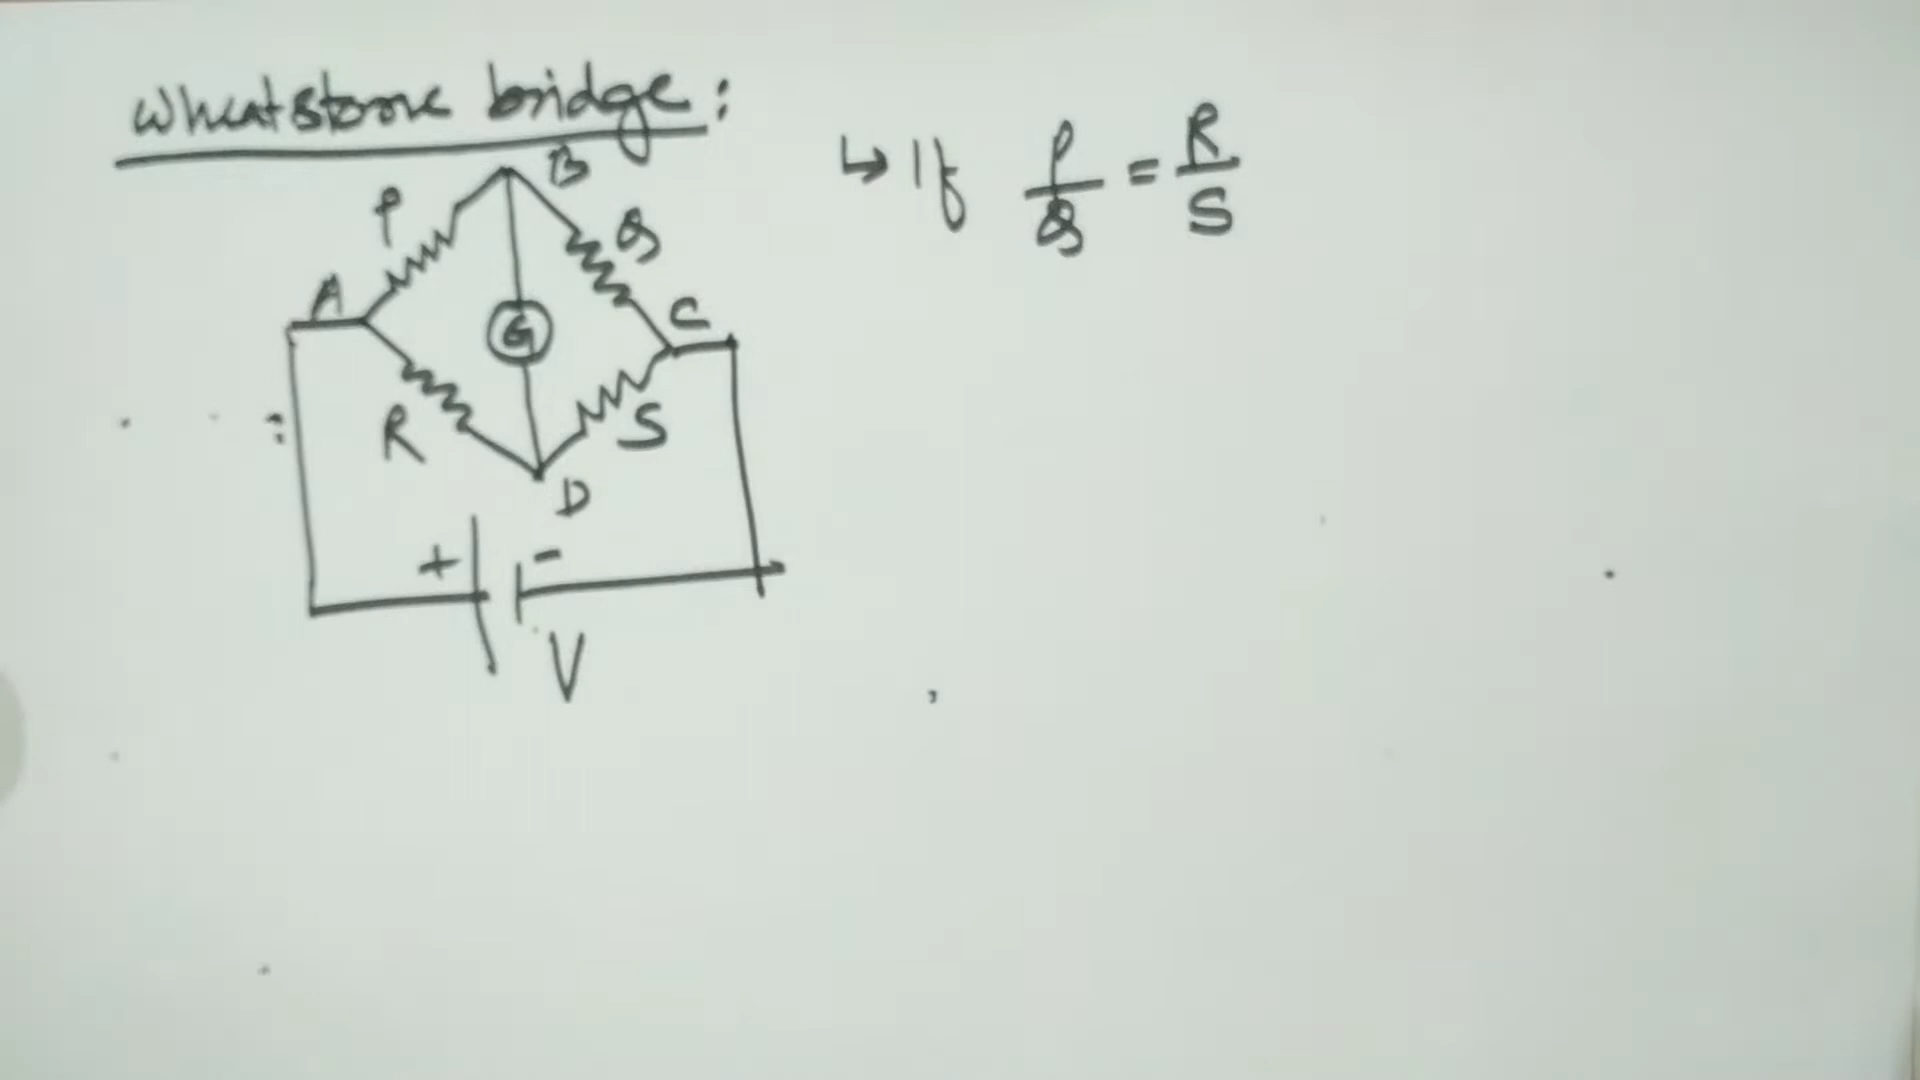 Wheatstone bridge:
↳ If P/Q = R/S
B
P
Q
A
C
G
R
S
D
+ -
V